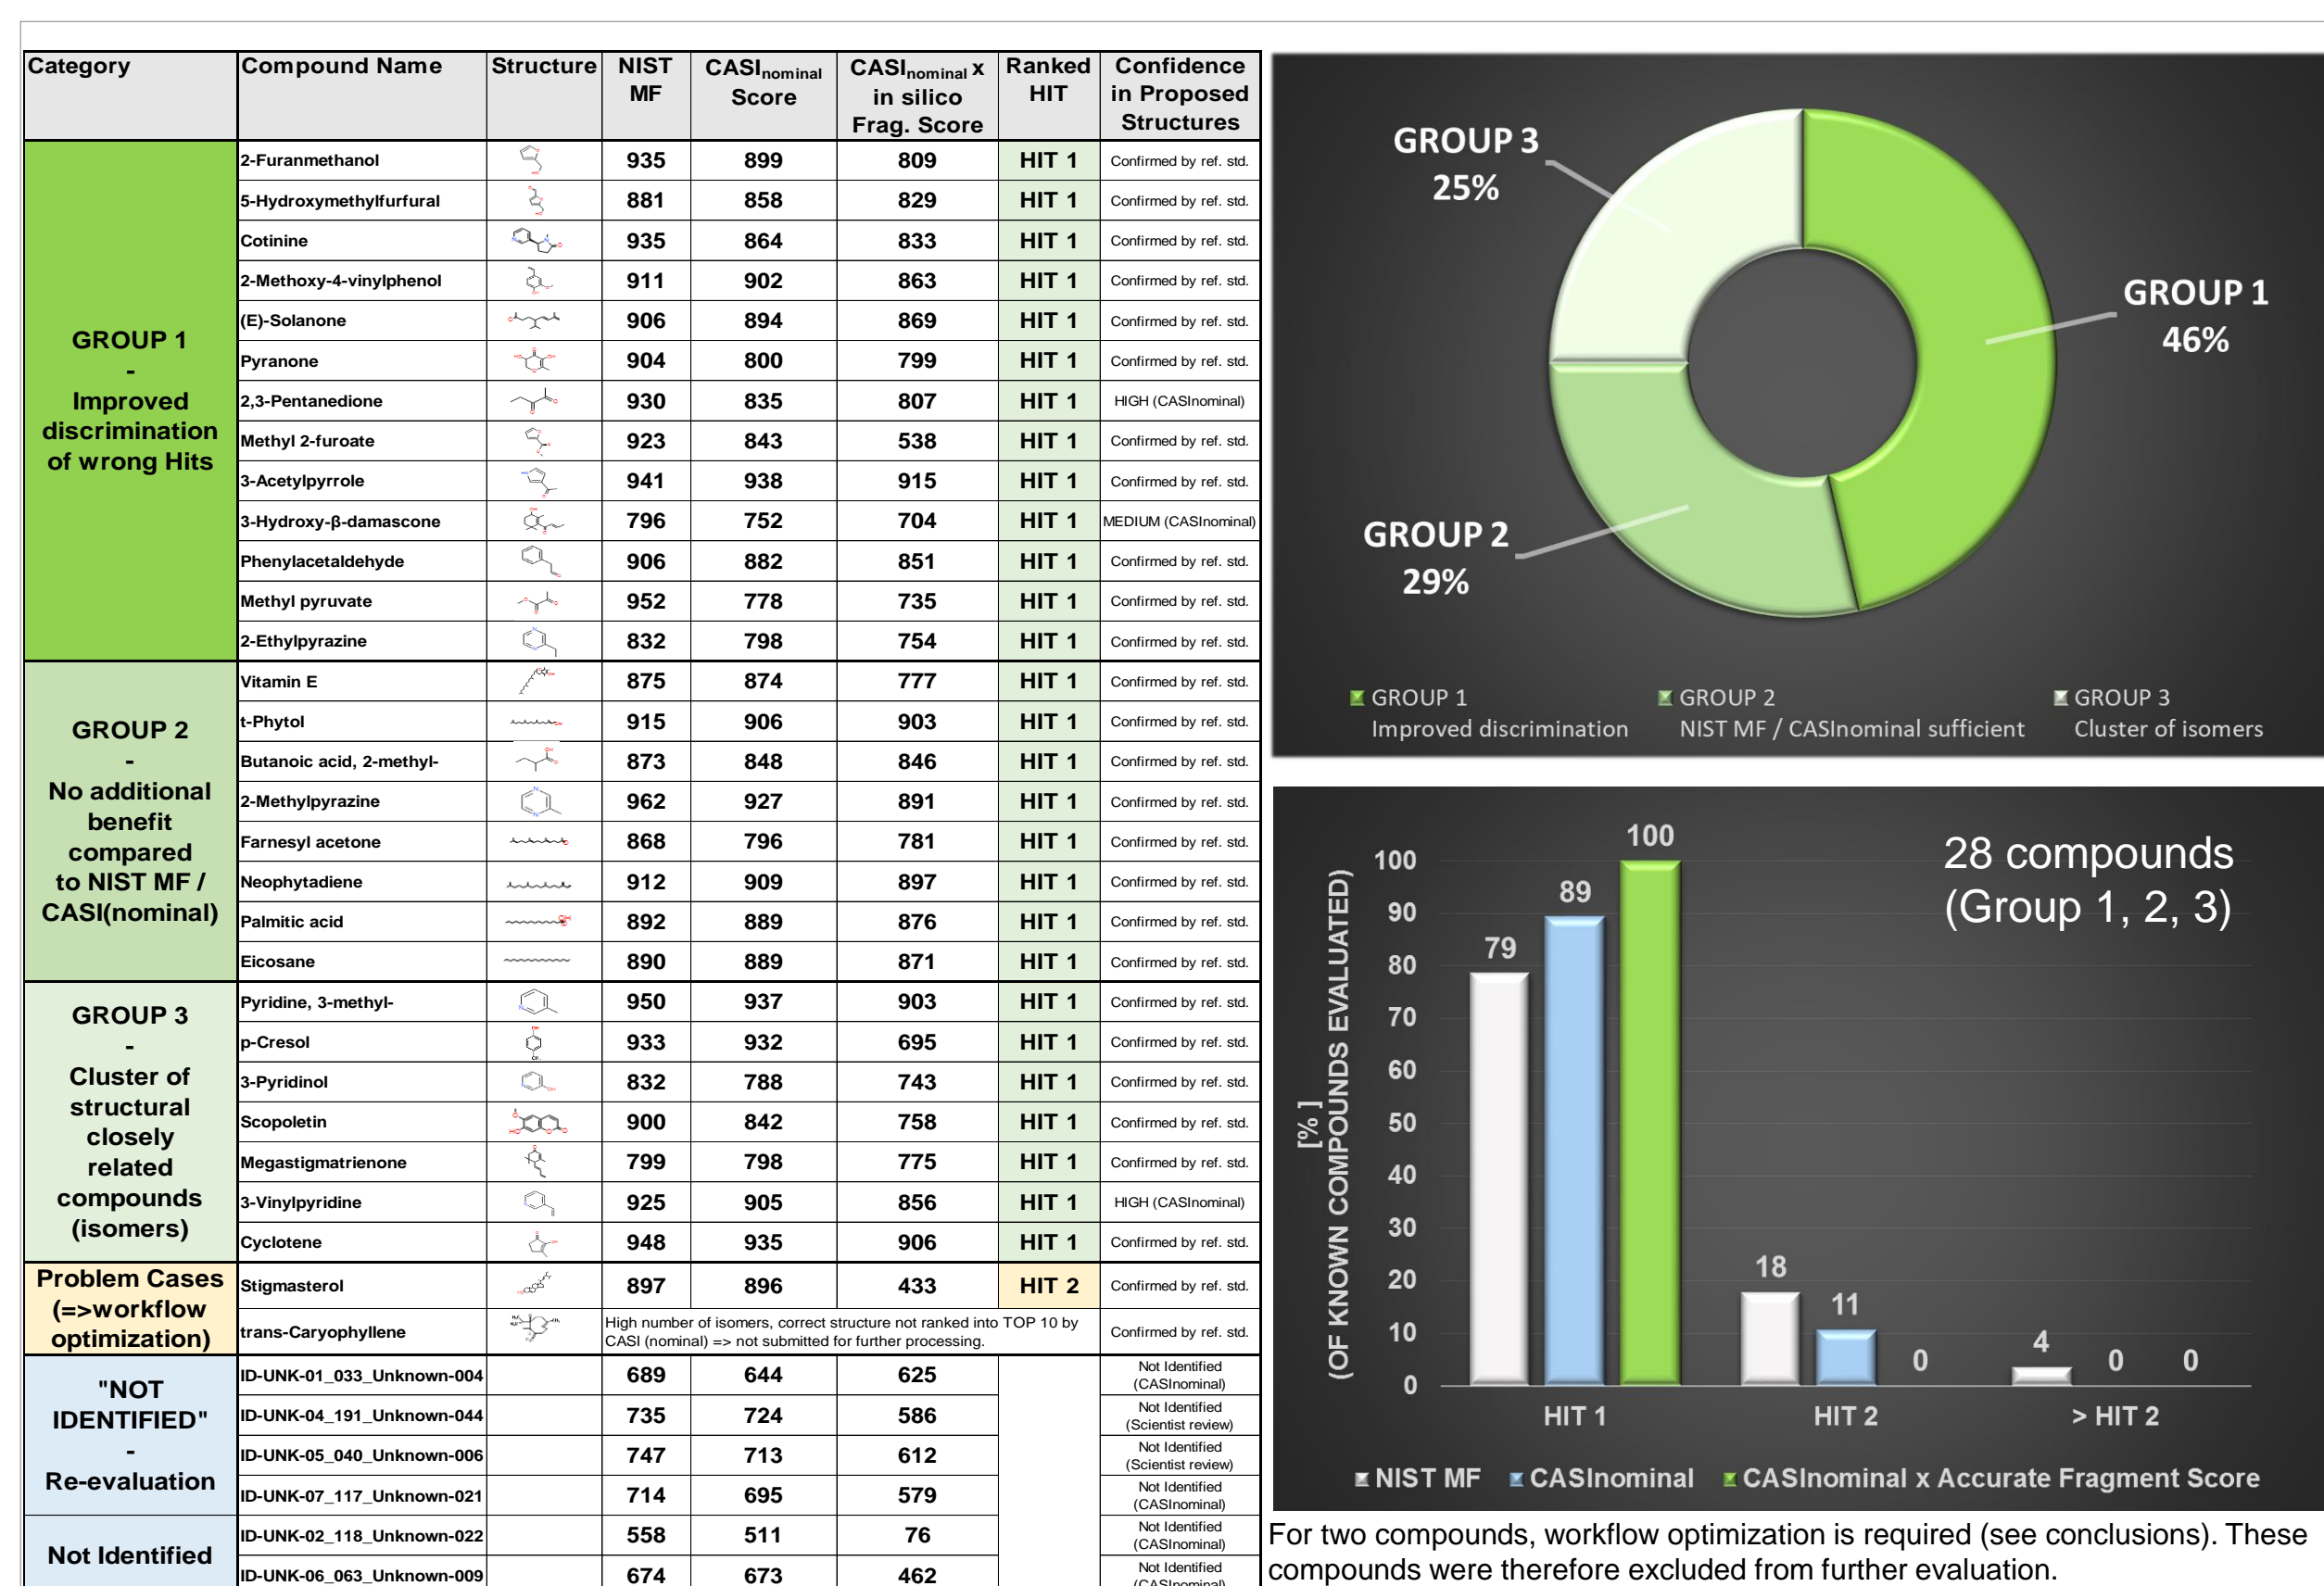 Category Compound Name Structure NIST MF CASInominal Score CASInominal x in silico Frag. Score Ranked HIT Confidence in Proposed Structures
GROUP 1
-
Improved
discrimination
of wrong Hits
2-Furanmethanol 935 899 809 HIT 1 Confirmed by ref. std.
5-Hydroxymethylfurfural 881 858 829 HIT 1 Confirmed by ref. std.
Cotinine 935 864 833 HIT 1 Confirmed by ref. std.
2-Methoxy-4-vinylphenol 911 902 863 HIT 1 Confirmed by ref. std.
(E)-Solanone 906 894 869 HIT 1 Confirmed by ref. std.
Pyranone 904 800 799 HIT 1 Confirmed by ref. std.
2,3-Pentanedione 930 835 807 HIT 1 HIGH (CASInominal)
Methyl 2-furoate 923 843 538 HIT 1 Confirmed by ref. std.
3-Acetylpyrrole 941 938 915 HIT 1 Confirmed by ref. std.
3-Hydroxy-β-damascone 796 752 704 HIT 1 MEDIUM (CASInominal)
Phenylacetaldehyde 906 882 851 HIT 1 Confirmed by ref. std.
Methyl pyruvate 952 778 735 HIT 1 Confirmed by ref. std.
2-Ethylpyrazine 832 798 754 HIT 1 Confirmed by ref. std.
GROUP 2
-
No additional
benefit
compared
to NIST MF /
CASI(nominal)
Vitamin E 875 874 777 HIT 1 Confirmed by ref. std.
t-Phytol 915 906 903 HIT 1 Confirmed by ref. std.
Butanoic acid, 2-methyl- 873 848 846 HIT 1 Confirmed by ref. std.
2-Methylpyrazine 962 927 891 HIT 1 Confirmed by ref. std.
Farnesyl acetone 868 796 781 HIT 1 Confirmed by ref. std.
Neophytadiene 912 909 897 HIT 1 Confirmed by ref. std.
Palmitic acid 892 889 876 HIT 1 Confirmed by ref. std.
Eicosane 890 889 871 HIT 1 Confirmed by ref. std.
GROUP 3
-
Cluster of
structural
closely
related
compounds
(isomers)
Pyridine, 3-methyl- 950 937 903 HIT 1 Confirmed by ref. std.
p-Cresol 933 932 695 HIT 1 Confirmed by ref. std.
3-Pyridinol 832 788 743 HIT 1 Confirmed by ref. std.
Scopoletin 900 842 758 HIT 1 Confirmed by ref. std.
Megastigmatrienone 799 798 775 HIT 1 Confirmed by ref. std.
3-Vinylpyridine 925 905 856 HIT 1 HIGH (CASInominal)
Cyclotene 948 935 906 HIT 1 Confirmed by ref. std.
Problem Cases
(=>workflow
optimization)
Stigmasterol 897 896 433 HIT 2 Confirmed by ref. std.
trans-Caryophyllene High number of isomers, correct structure not ranked into TOP 10 by
CASI (nominal) => not submitted for further processing. Confirmed by ref. std.
"NOT
IDENTIFIED"
-
Re-evaluation
ID-UNK-01_033_Unknown-004 689 644 625 Not Identified (CASInominal)
ID-UNK-04_191_Unknown-044 735 724 586 Not Identified (Scientist review)
ID-UNK-05_040_Unknown-006 747 713 612 Not Identified (Scientist review)
ID-UNK-07_117_Unknown-021 714 695 579 Not Identified (CASInominal)
Not Identified
ID-UNK-02_118_Unknown-022 558 511 76 Not Identified (CASInominal)
ID-UNK-06_063_Unknown-009 674 673 462 Not Identified (CASInominal)
GROUP 3
25%
GROUP 1
46%
GROUP 2
29%
GROUP 1 GROUP 2 GROUP 3
Improved discrimination NIST MF / CASInominal sufficient Cluster of isomers
28 compounds
(Group 1, 2, 3)
[% ]
(OF KNOWN COMPOUNDS EVALUATED)
100
90
80
70
60
50
40
30
20
10
0
79 89 100
18 11 0
4 0 0
HIT 1 HIT 2 > HIT 2
NIST MF CASInominal CASInominal x Accurate Fragment Score
For two compounds, workflow optimization is required (see conclusions). These
compounds were therefore excluded from further evaluation.